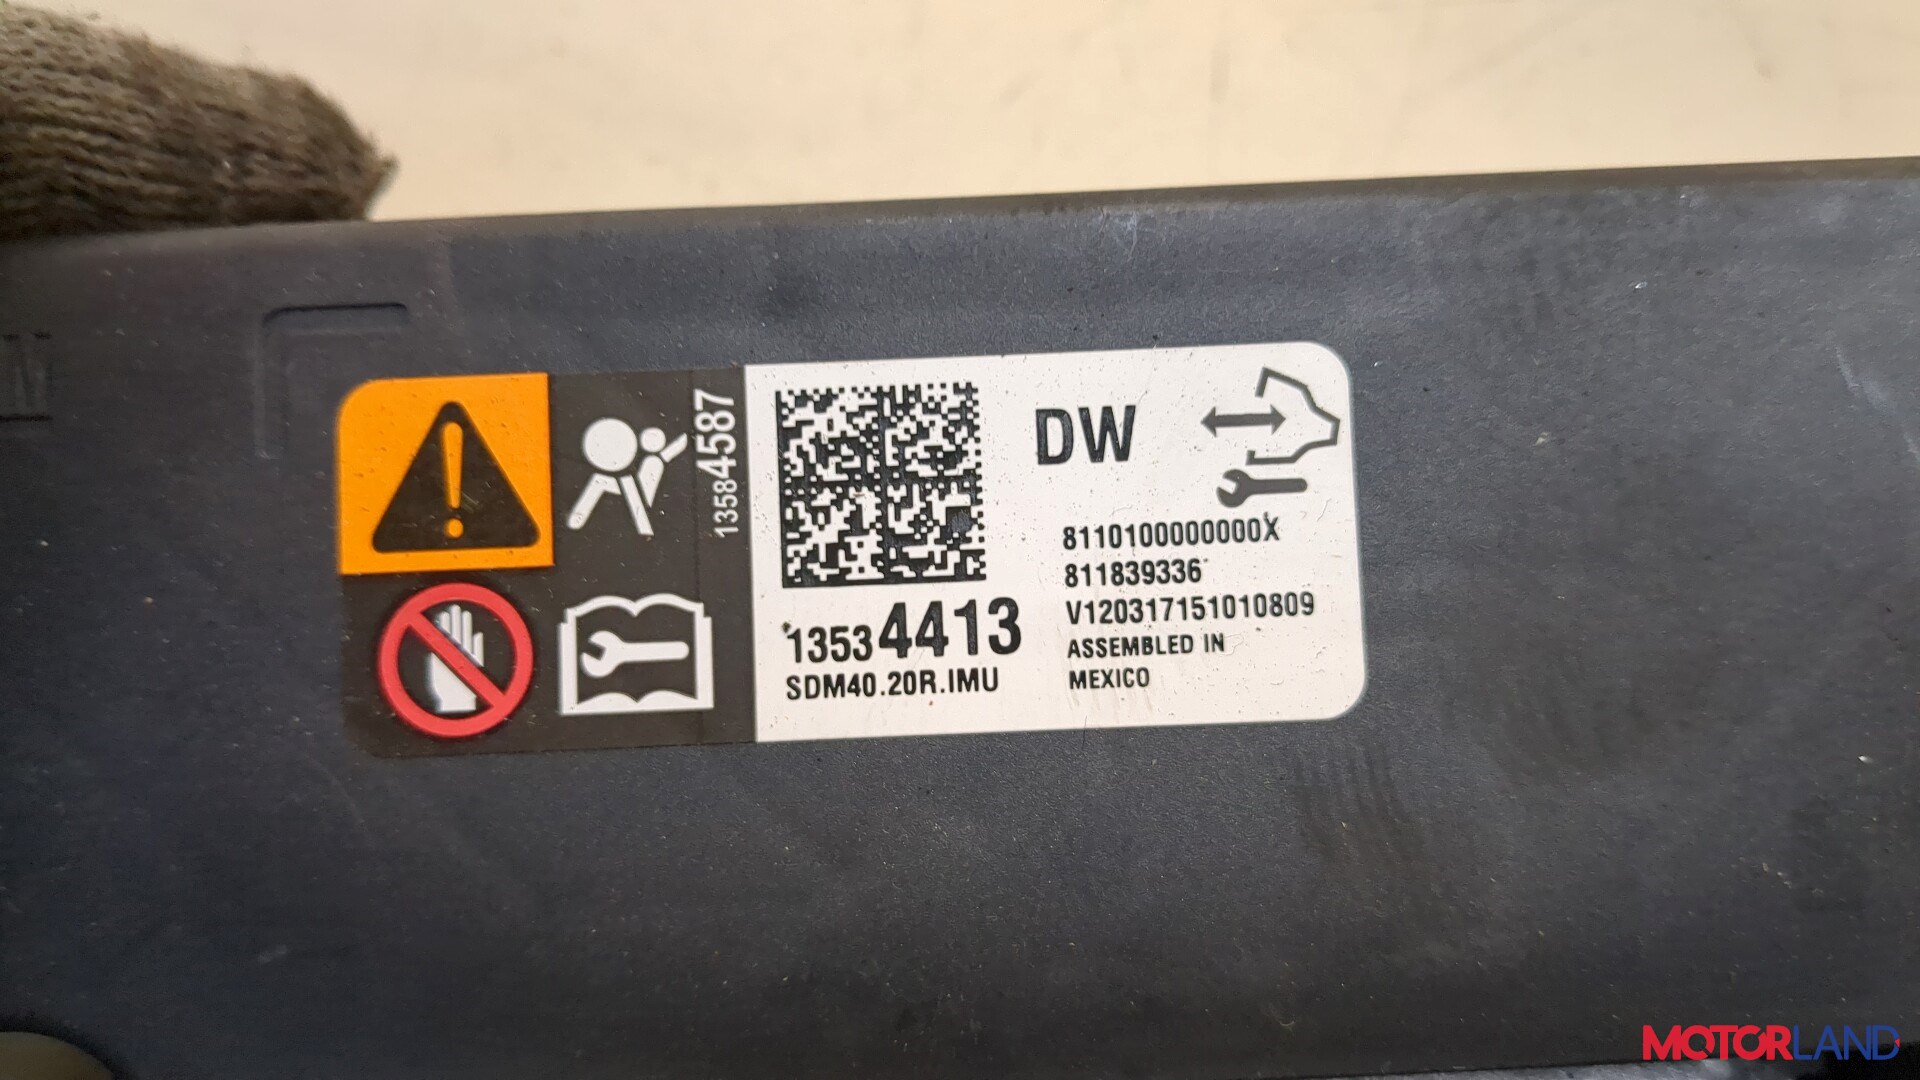 13584587
DW
8110100000000X
811839336
V120317151010809
ASSEMBLED IN
MEXICO
13534413
SDM40.20R.IMU
MOTORLAND